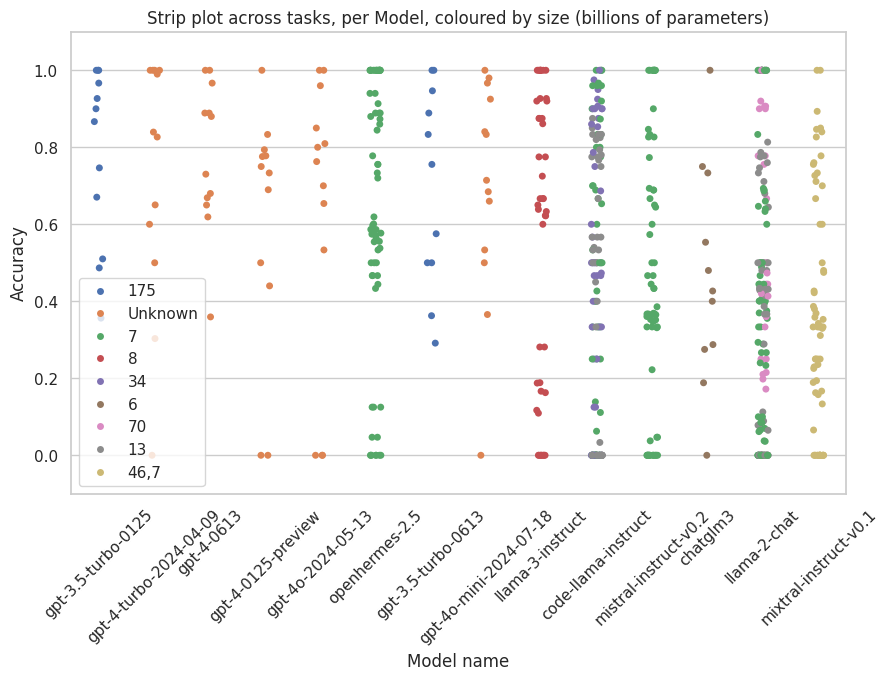 Strip plot across tasks, per Model, coloured by size (billions of parameters)
Accuracy
1.0
0.8
0.6
0.4
0.2
0.0
175
Unknown
7
8
34
6
70
13
46,7
gpt-3.5-turbo-0125
gpt-4-turbo-2024-04-09
gpt-4-0613
gpt-4-0125-preview
gpt-4o-2024-05-13
openhermes-2.5
gpt-3.5-turbo-0613
gpt-4o-mini-2024-07-18
llama-3-instruct
code-llama-instruct
mistral-instruct-v0.2
chatglm3
llama-2-chat
mixtral-instruct-v0.1
Model name